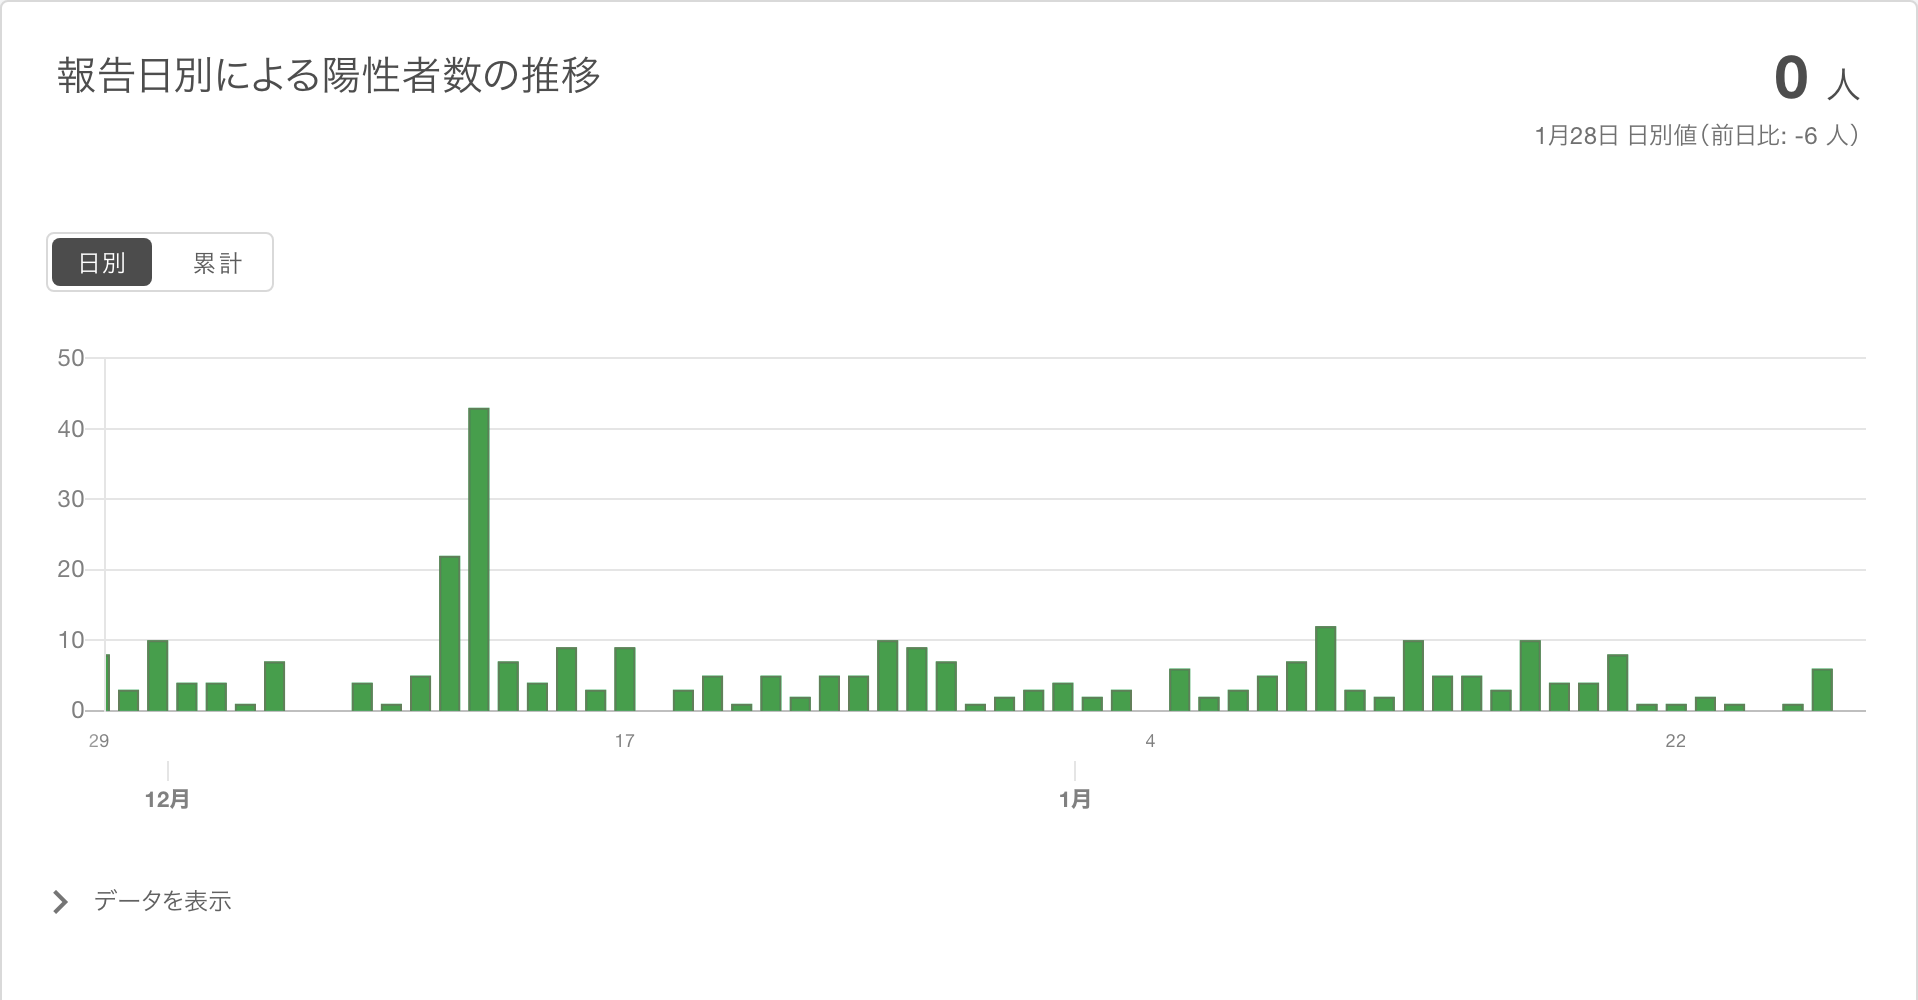 報告日別による陽性者数の推移
0 人
1月28日 日別値（前日比: -6 人）
日別 累計
50
40
30
20
10
0
29 17 4 22
12月 1月
データを表示